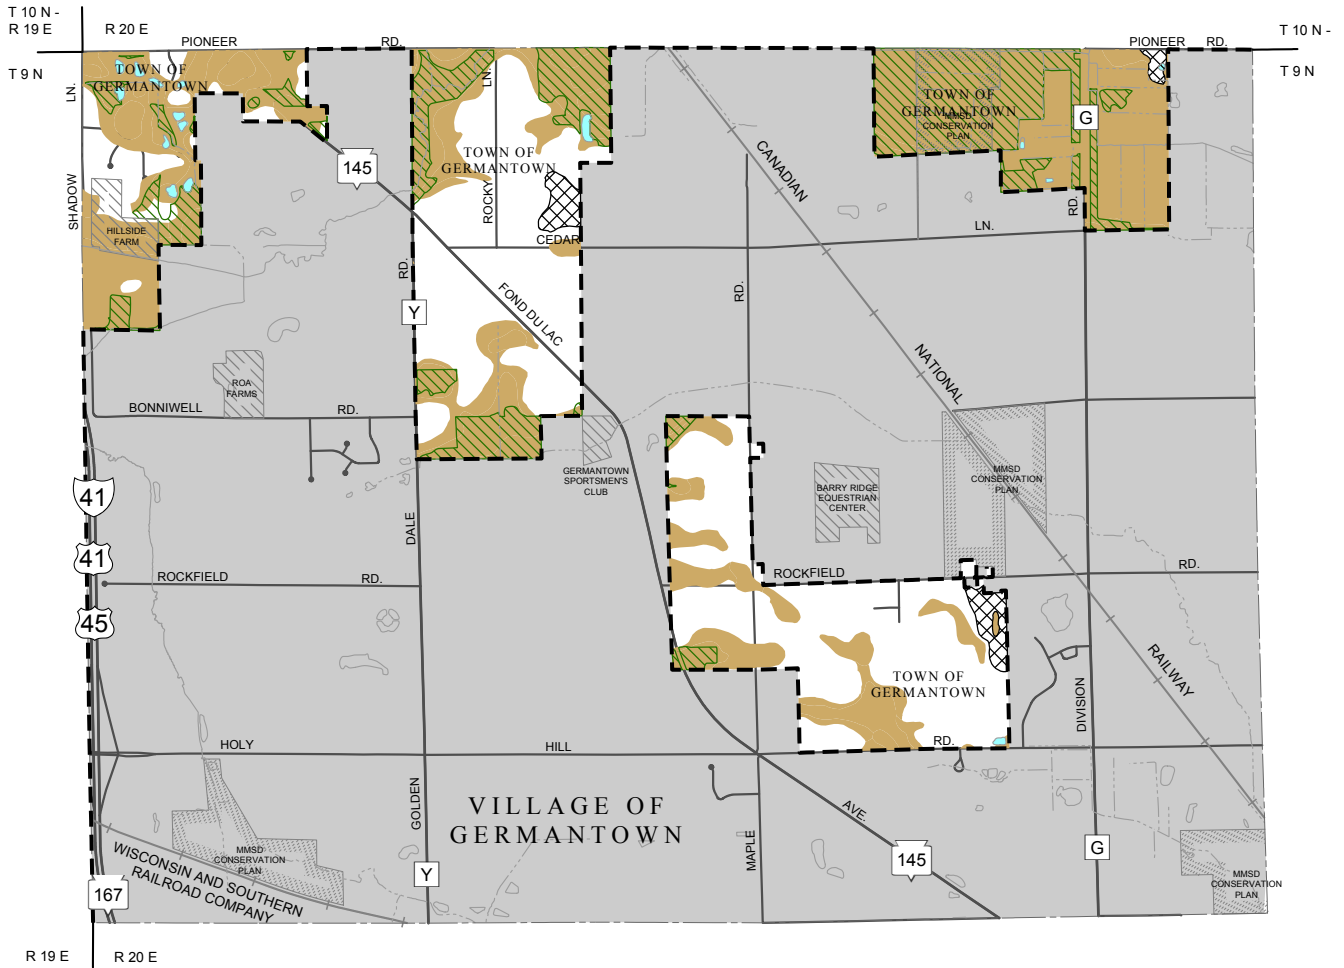 T 10 N -
R 19 E
R 20 E
T 10 N -
PIONEER
RD.
PIONEER
RD.
T 9 N
T 9 N
TOWN OF
GERMANTOWN
LN.
LN.
TOWN OF
GERMANTOWN
MMSD
CONSERVATION
PLAN
G
145
TOWN OF
GERMANTOWN
CANADIAN
SHADOW
ROCKY
RD.
HILLSIDE
FARM
CEDAR
LN.
RD.
RD.
FOND DU LAC
Y
NATIONAL
ROA
FARMS
BONNIWELL
RD.
GERMANTOWN
SPORTSMEN'S
CLUB
MMSD
CONSERVATION
PLAN
BARRY RIDGE
EQUESTRIAN
CENTER
41
DALE
41
ROCKFIELD
RD.
ROCKFIELD
RD.
45
RAILWAY
TOWN OF
GERMANTOWN
DIVISION
HOLY
HILL
RD.
GOLDEN
VILLAGE OF
GERMANTOWN
AVE.
MAPLE
145
G
MMSD
CONSERVATION
PLAN
WISCONSIN AND SOUTHERN
RAILROAD COMPANY
Y
167
MMSD
CONSERVATION
PLAN
R 19 E
R 20 E